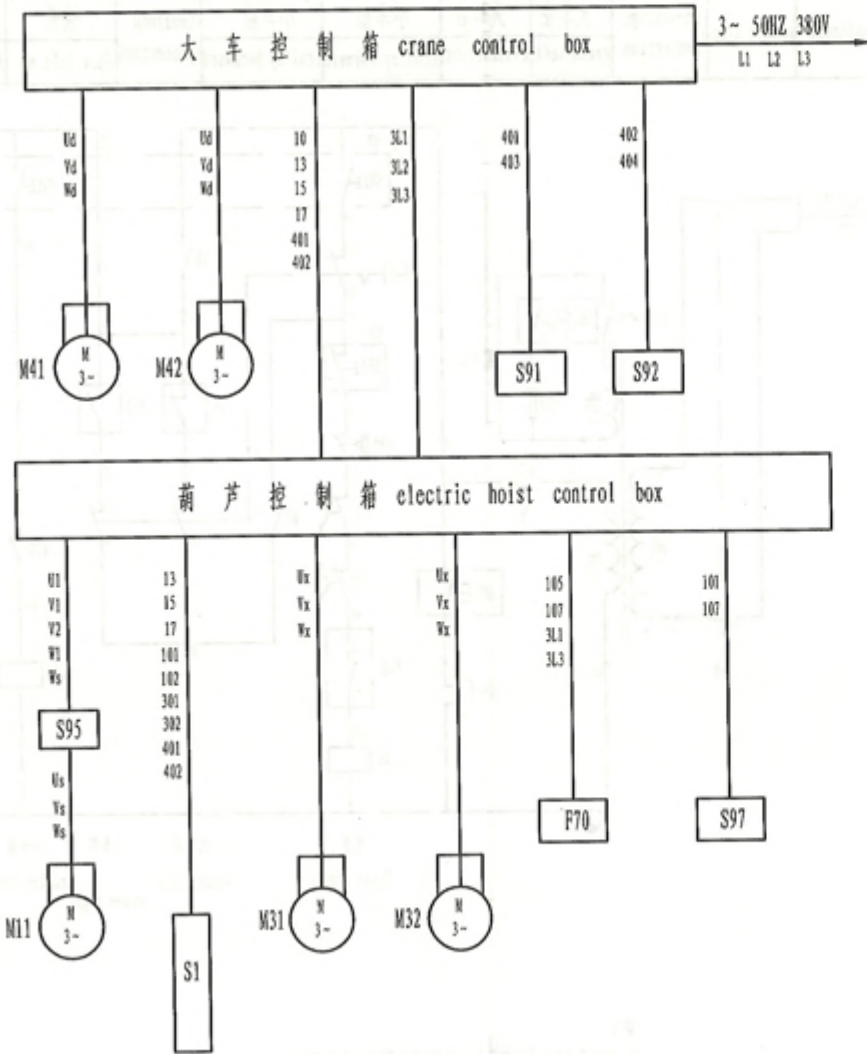 大车控制箱 crane control box
3~ 50HZ 380V
L1 L2 L3
Ud
Vd
Wd
Ud
Vd
Wd
10
13
15
17
401
402
3L1
3L2
3L3
401
403
402
404
M41
M
3~
M42
M
3~
S91
S92
葫芦控制箱 electric hoist control box
U1
V1
V2
W1
Ws
13
15
17
101
102
301
302
401
402
Ux
Vx
Wx
Ux
Vx
Wx
105
107
3L1
3L3
101
107
S95
Us
Vs
Ws
F70
S97
M11
M
3~
S1
M31
M
3~
M32
M
3~